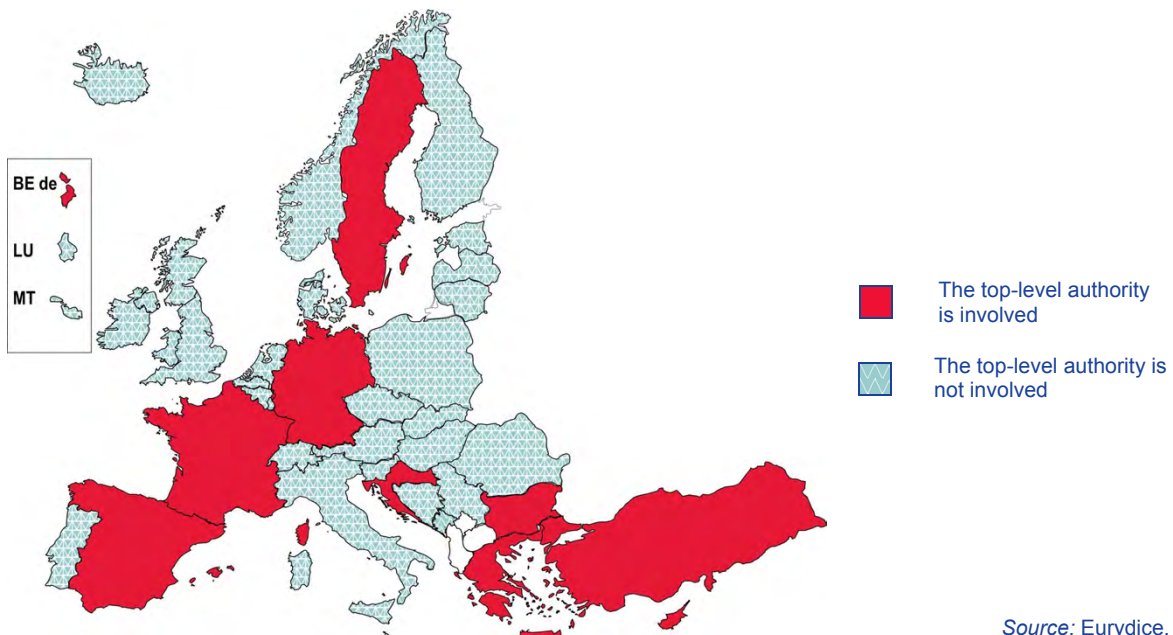 BE de
LU
MT
The top-level authority
is involved
The top-level authority is
not involved
Source: Eurydice.